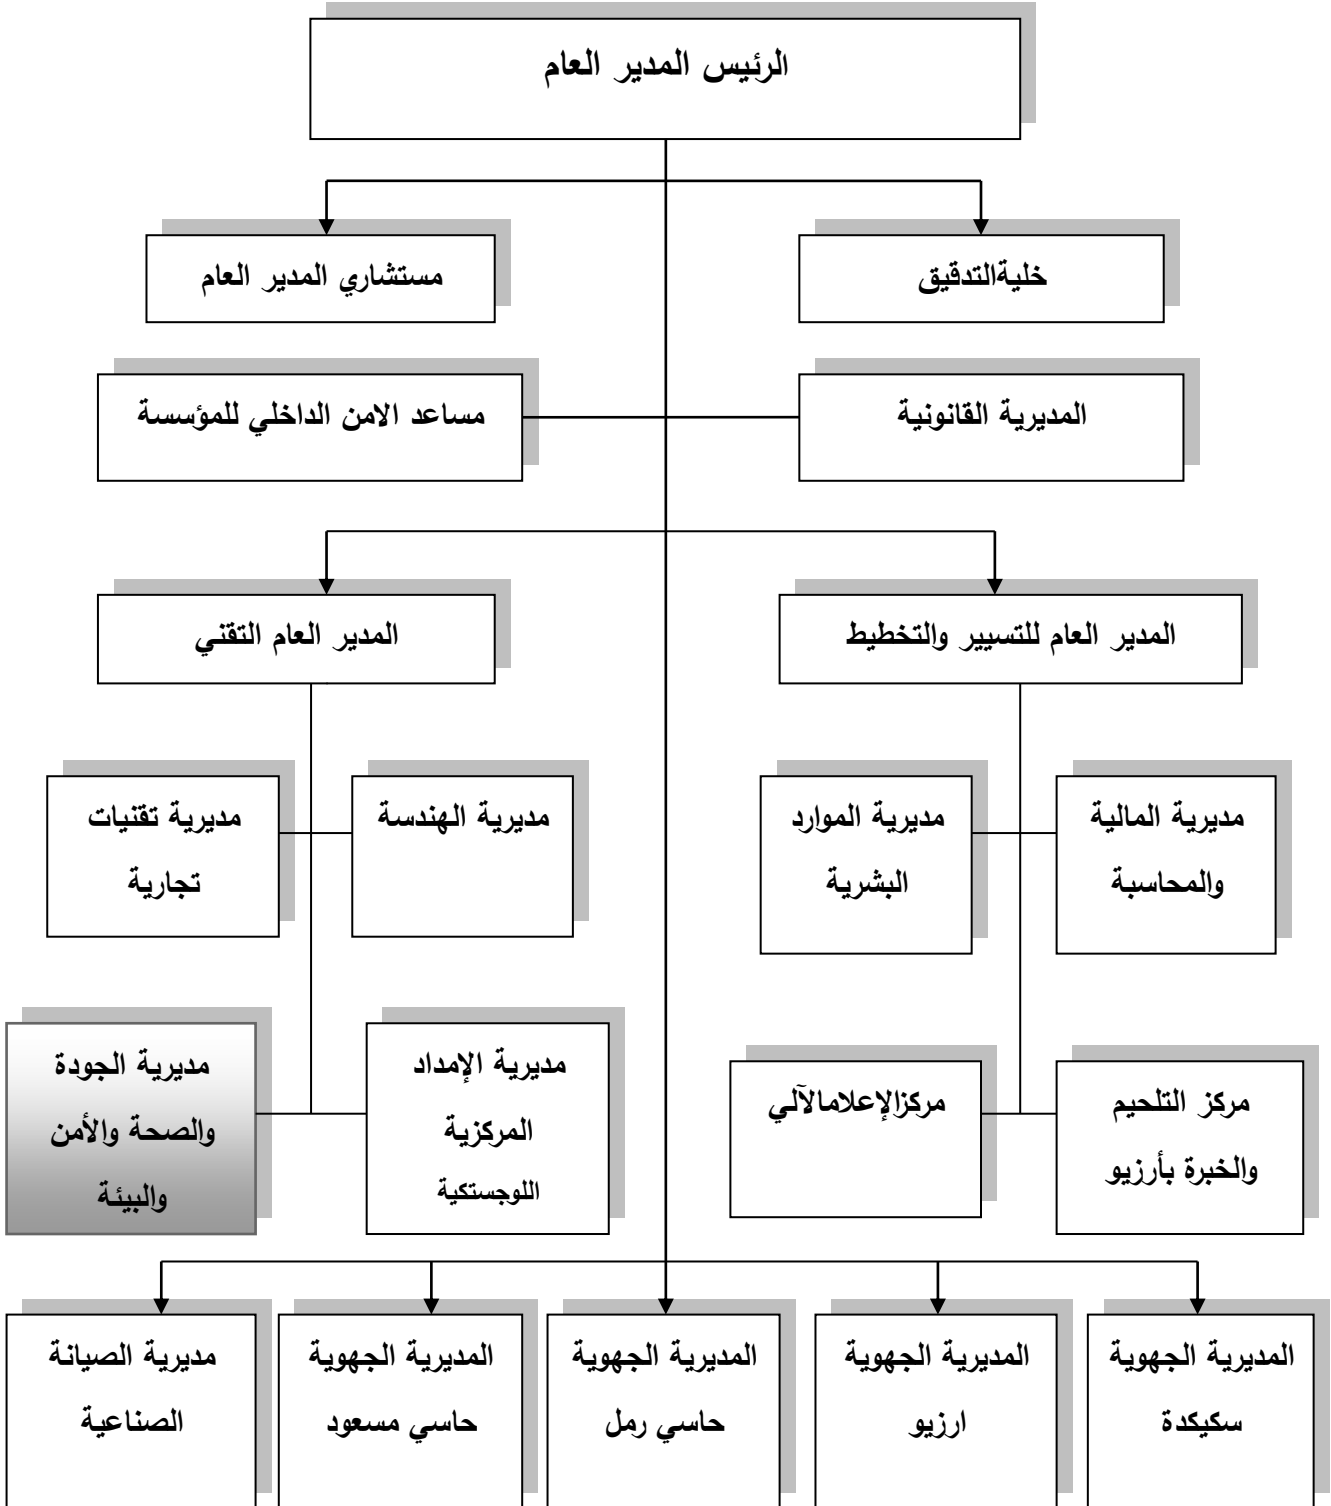 الرئيس المدير العام
خليةالتدقيق
مستشاري المدير العام
المديرية القانونية
مساعد الامن الداخلي للمؤسسة
المدير العام للتسيير والتخطيط
المدير العام التقني
مديرية المالية
والمحاسبة
مديرية الموارد
البشرية
مديرية الهندسة
مديرية تقنيات
تجارية
مركز التلحيم
والخبرة بأرزيو
مركزالإعلامالآلي
مديرية الإمداد
المركزية
اللوجستكية
مديرية الجودة
والصحة والأمن
والبيئة
المديرية الجهوية
سكيكدة
المديرية الجهوية
ارزيو
المديرية الجهوية
حاسي رمل
المديرية الجهوية
حاسي مسعود
مديرية الصيانة
الصناعية